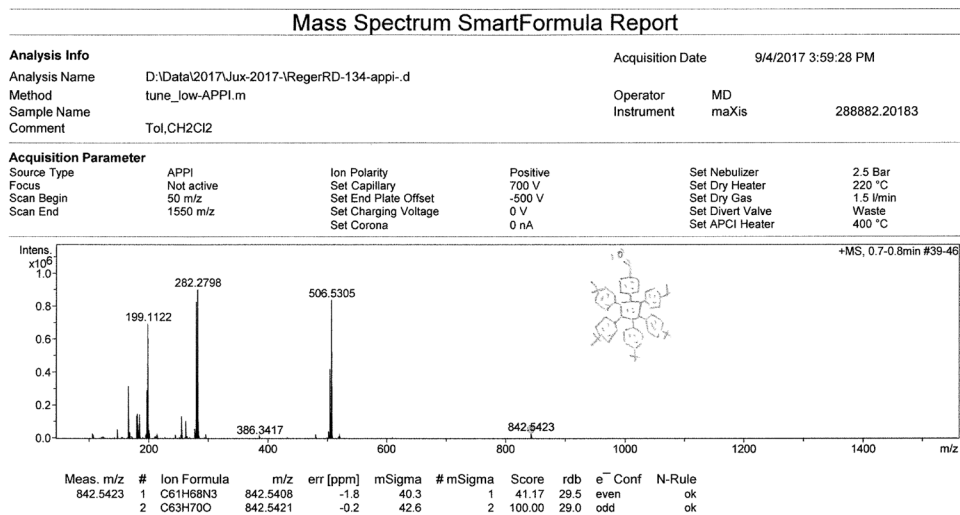 Mass Spectrum SmartFormula Report
Analysis Info
Acquisition Date 9/4/2017 3:59:28 PM
Analysis Name D:\Data\2017\Jux-2017-\RegerRD-134-appi-.d
Method tune_low-APPI.m
Operator MD
Sample Name
Instrument maXis 288882.20183
Comment Tol,CH2Cl2
Acquisition Parameter
Source Type APPI Ion Polarity Positive Set Nebulizer 2.5 Bar
Focus Not active Set Capillary 700 V Set Dry Heater 220 °C
Scan Begin 50 m/z Set End Plate Offset -500 V Set Dry Gas 1.5 l/min
Scan End 1550 m/z Set Charging Voltage 0 V Set Divert Valve Waste
Set Corona 0 nA Set APCI Heater 400 °C
Intens.
x10⁶
+MS, 0.7-0.8min #39-46
1.0
282.2798
506.5305
0.8
199.1122
0.6
0.4
0.2
386.3417
842.5423
0.0
200 400 600 800 1000 1200 1400 m/z
Meas. m/z # Ion Formula m/z err [ppm] mSigma # mSigma Score rdb e¯ Conf N-Rule
842.5423 1 C61H68N3 842.5408 -1.8 40.3 1 41.17 29.5 even ok
2 C63H70O 842.5421 -0.2 42.6 2 100.00 29.0 odd ok